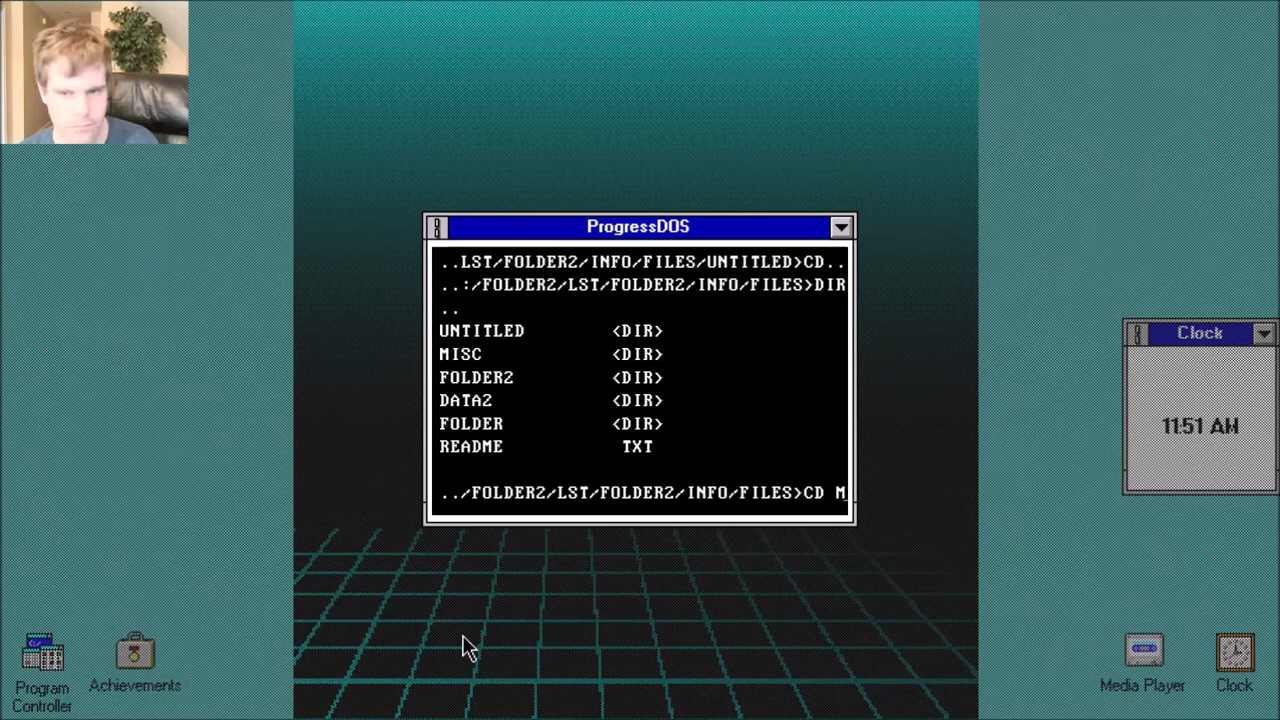 ProgressDOS
..LST/FOLDER2/INFO/FILES/UNTITLED>CD..
..:/FOLDER2/LST/FOLDER2/INFO/FILES>DIR
..
UNTITLED <DIR>
MISC <DIR>
FOLDER2 <DIR>
DATA2 <DIR>
FOLDER <DIR>
README TXT
../FOLDER2/LST/FOLDER2/INFO/FILES>CD M_
Clock
11:51 AM
Program Controller
Achievements
Media Player
Clock